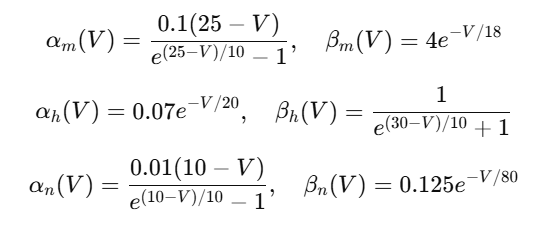 α_m(V) = 0.1(25 − V) / (e^{(25−V)/10} − 1), β_m(V) = 4e^{−V/18}
α_h(V) = 0.07e^{−V/20}, β_h(V) = 1 / (e^{(30−V)/10} + 1)
α_n(V) = 0.01(10 − V) / (e^{(10−V)/10} − 1), β_n(V) = 0.125e^{−V/80}